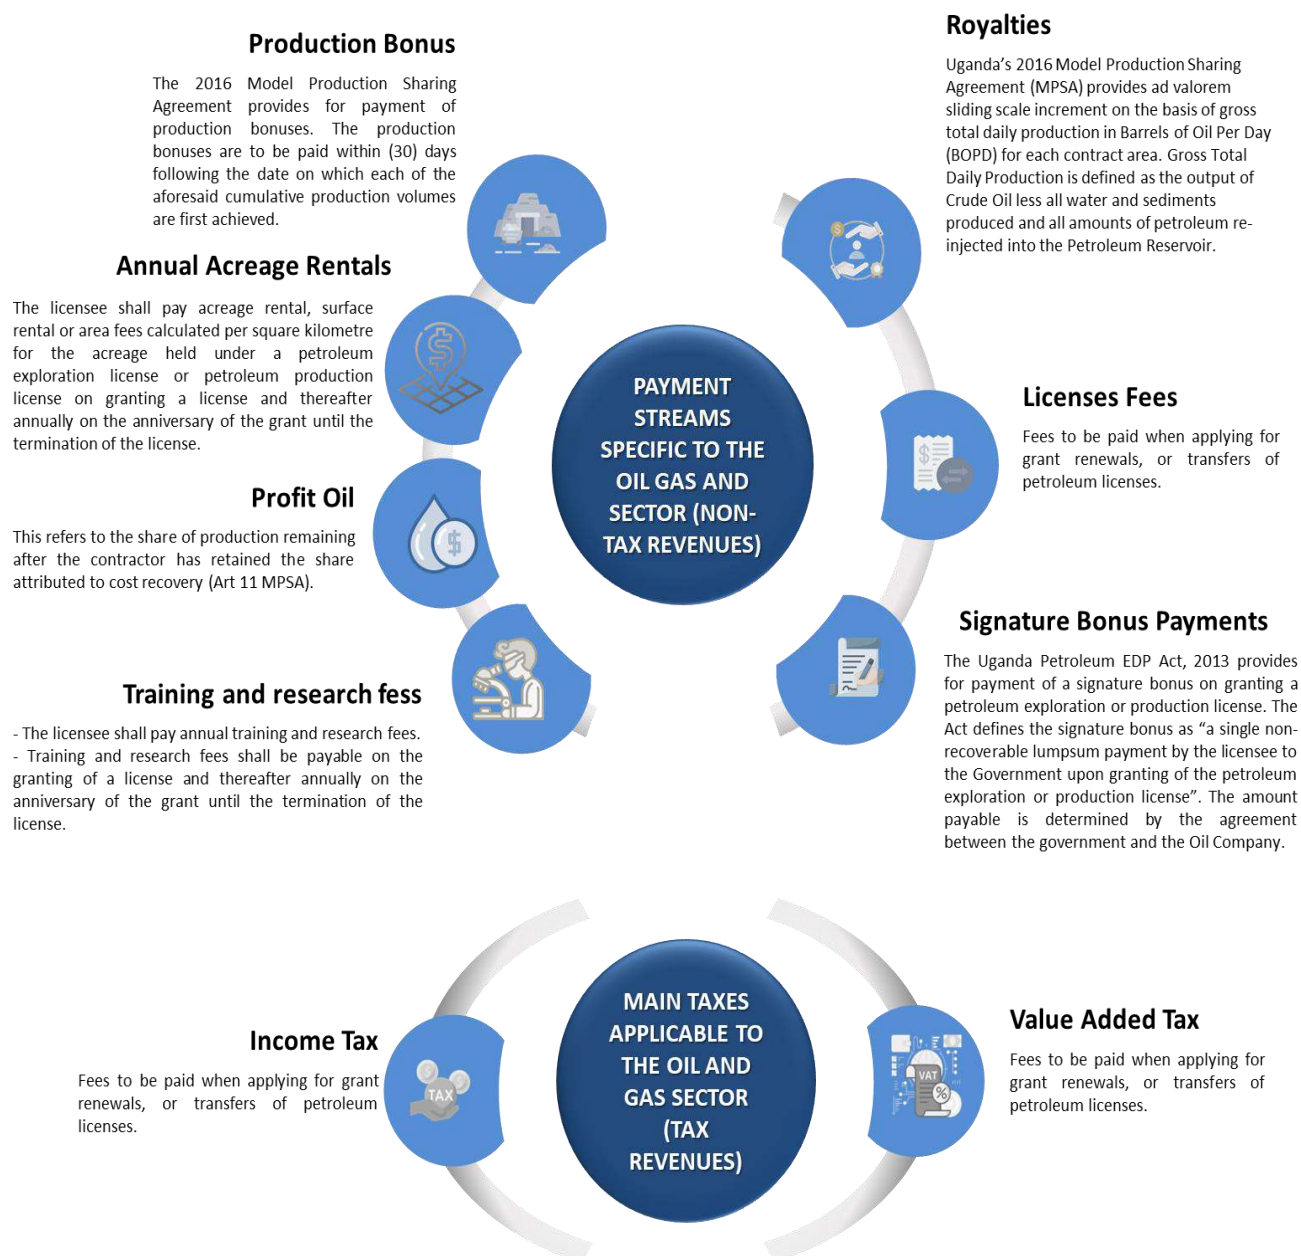 Production Bonus
The 2016 Model Production Sharing
Agreement provides for payment of
production bonuses. The production
bonuses are to be paid within (30) days
following the date on which each of the
aforesaid cumulative production volumes
are first achieved.
Annual Acreage Rentals
The licensee shall pay acreage rental, surface
rental or area fees calculated per square kilometre
for the acreage held under a petroleum
exploration license or petroleum production
license on granting a license and thereafter
annually on the anniversary of the grant until the
termination of the license.
Profit Oil
This refers to the share of production remaining
after the contractor has retained the share
attributed to cost recovery (Art 11 MPSA).
Training and research fess
- The licensee shall pay annual training and research fees.
- Training and research fees shall be payable on the
granting of a license and thereafter annually on the
anniversary of the grant until the termination of the
license.
PAYMENT
STREAMS
SPECIFIC TO THE
OIL GAS AND
SECTOR (NON-
TAX REVENUES)
Royalties
Uganda's 2016 Model Production Sharing
Agreement (MPSA) provides ad valorem
sliding scale increment on the basis of gross
total daily production in Barrels of Oil Per Day
(BOPD) for each contract area. Gross Total
Daily Production is defined as the output of
Crude Oil less all water and sediments
produced and all amounts of petroleum re-
injected into the Petroleum Reservoir.
Licenses Fees
Fees to be paid when applying for
grant renewals, or transfers of
petroleum licenses.
Signature Bonus Payments
The Uganda Petroleum EDP Act, 2013 provides
for payment of a signature bonus on granting a
petroleum exploration or production license. The
Act defines the signature bonus as “a single non-
recoverable lumpsum payment by the licensee to
the Government upon granting of the petroleum
exploration or production license”. The amount
payable is determined by the agreement
between the government and the Oil Company.
Income Tax
Fees to be paid when applying for grant
renewals, or transfers of petroleum
licenses.
TAX
MAIN TAXES
APPLICABLE TO
THE OIL AND
GAS SECTOR
(TAX
REVENUES)
VAT
%
Value Added Tax
Fees to be paid when applying for
grant renewals, or transfers of
petroleum licenses.